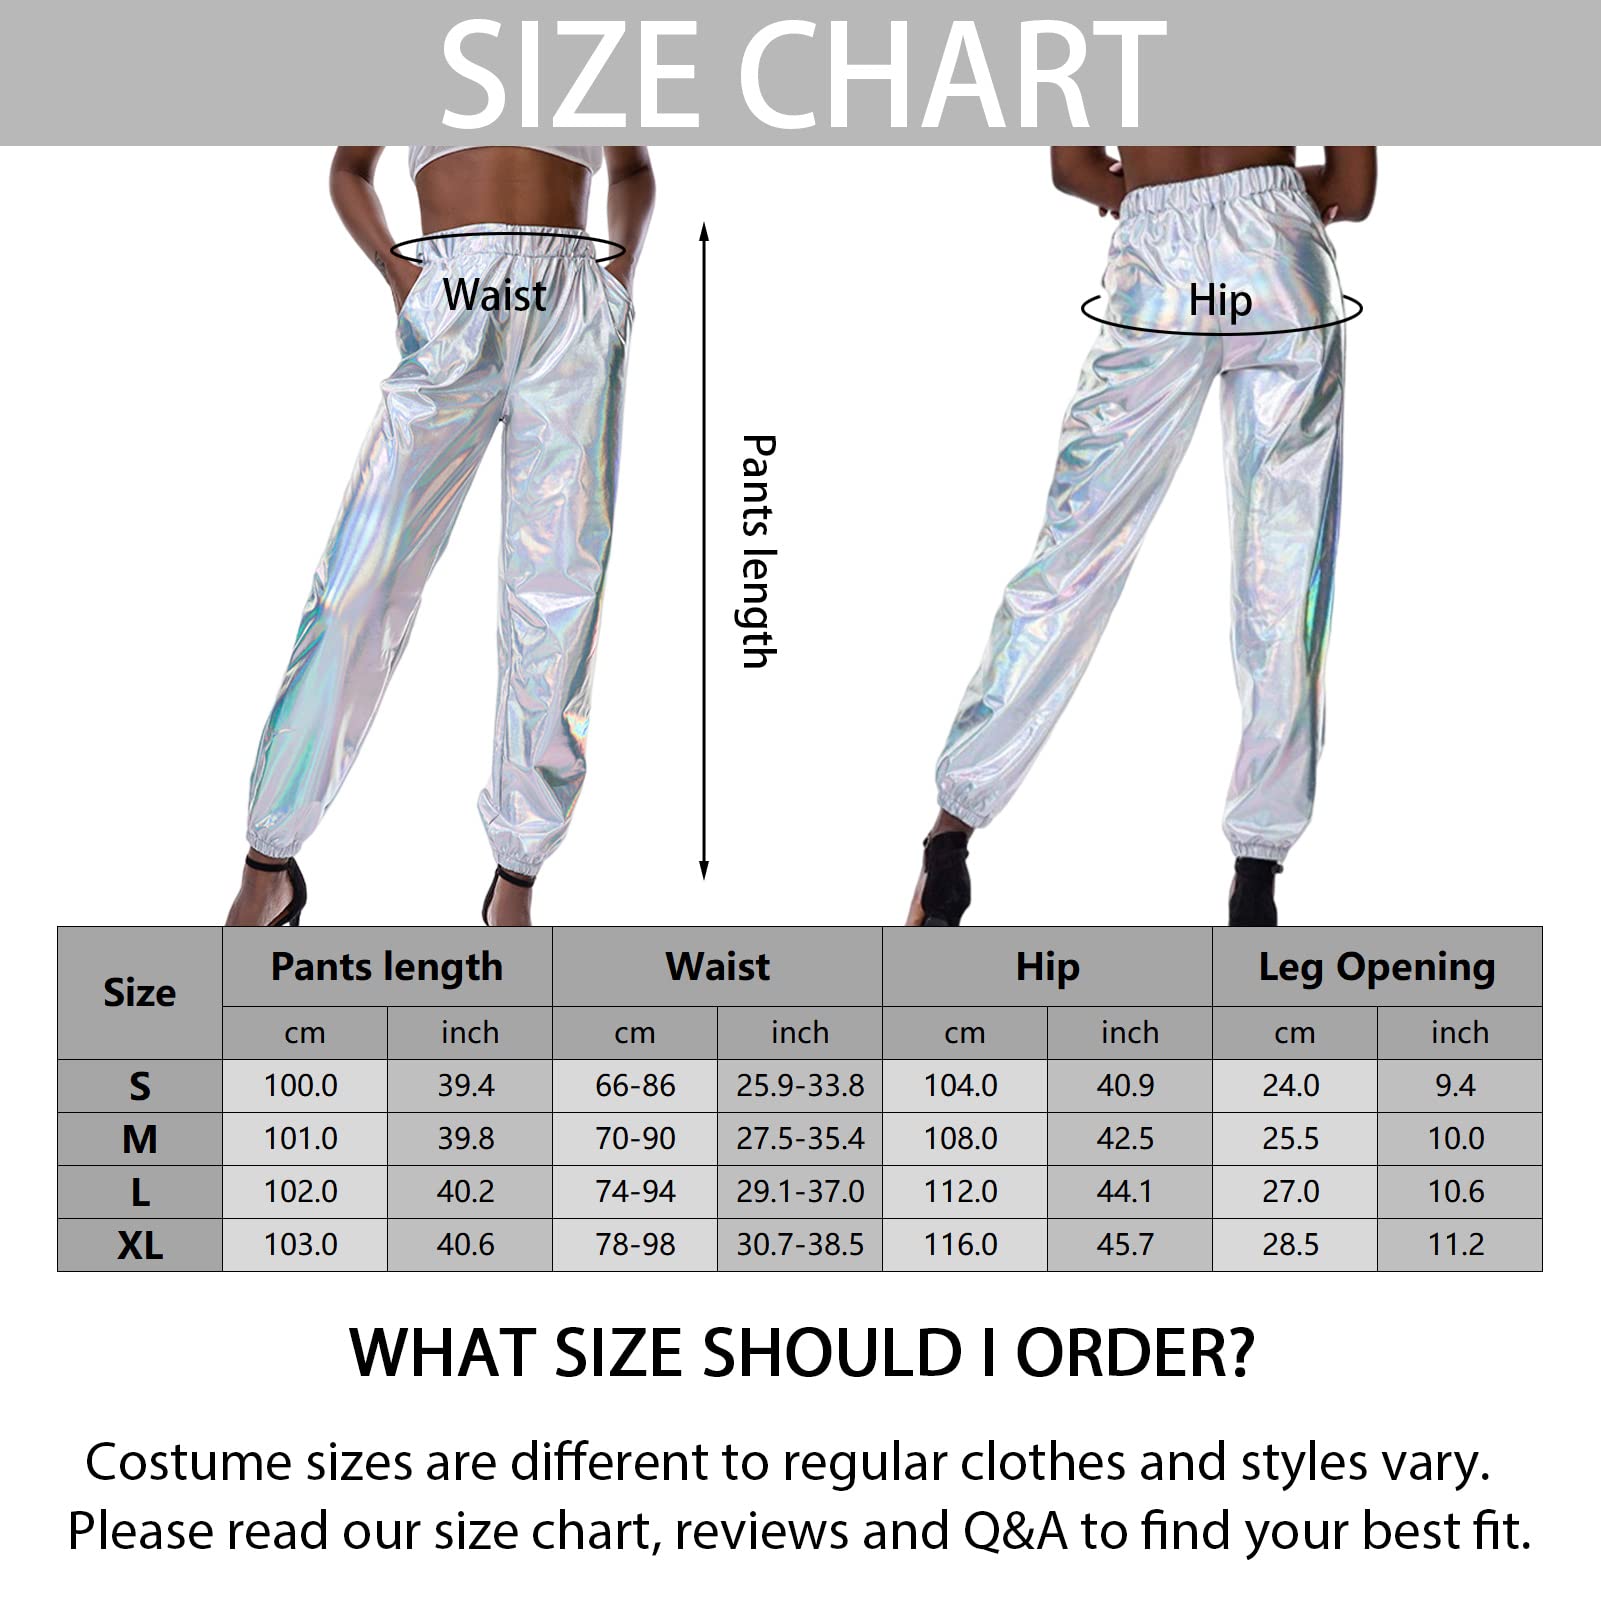 SIZE CHART
Waist
Hip
Pants length
Size Pants length Waist Hip Leg Opening
cm inch cm inch cm inch cm inch
S 100.0 39.4 66-86 25.9-33.8 104.0 40.9 24.0 9.4
M 101.0 39.8 70-90 27.5-35.4 108.0 42.5 25.5 10.0
L 102.0 40.2 74-94 29.1-37.0 112.0 44.1 27.0 10.6
XL 103.0 40.6 78-98 30.7-38.5 116.0 45.7 28.5 11.2
WHAT SIZE SHOULD I ORDER?
Costume sizes are different to regular clothes and styles vary.
Please read our size chart, reviews and Q&A to find your best fit.